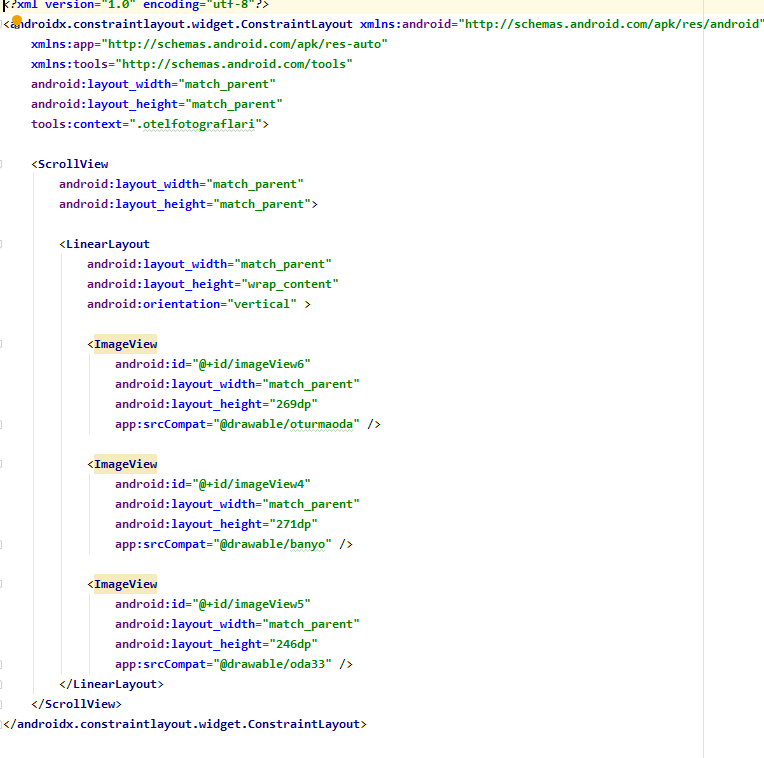 <?xml version="1.0" encoding="utf-8"?>
<androidx.constraintlayout.widget.ConstraintLayout xmlns:android="http://schemas.android.com/apk/res/android"
    xmlns:app="http://schemas.android.com/apk/res-auto"
    xmlns:tools="http://schemas.android.com/tools"
    android:layout_width="match_parent"
    android:layout_height="match_parent"
    tools:context=".otelfotograflari">

    <ScrollView
        android:layout_width="match_parent"
        android:layout_height="match_parent">

        <LinearLayout
            android:layout_width="match_parent"
            android:layout_height="wrap_content"
            android:orientation="vertical" >

            <ImageView
                android:id="@+id/imageView6"
                android:layout_width="match_parent"
                android:layout_height="269dp"
                app:srcCompat="@drawable/oturmaoda" />

            <ImageView
                android:id="@+id/imageView4"
                android:layout_width="match_parent"
                android:layout_height="271dp"
                app:srcCompat="@drawable/banyo" />

            <ImageView
                android:id="@+id/imageView5"
                android:layout_width="match_parent"
                android:layout_height="246dp"
                app:srcCompat="@drawable/oda33" />
        </LinearLayout>
    </ScrollView>
</androidx.constraintlayout.widget.ConstraintLayout>